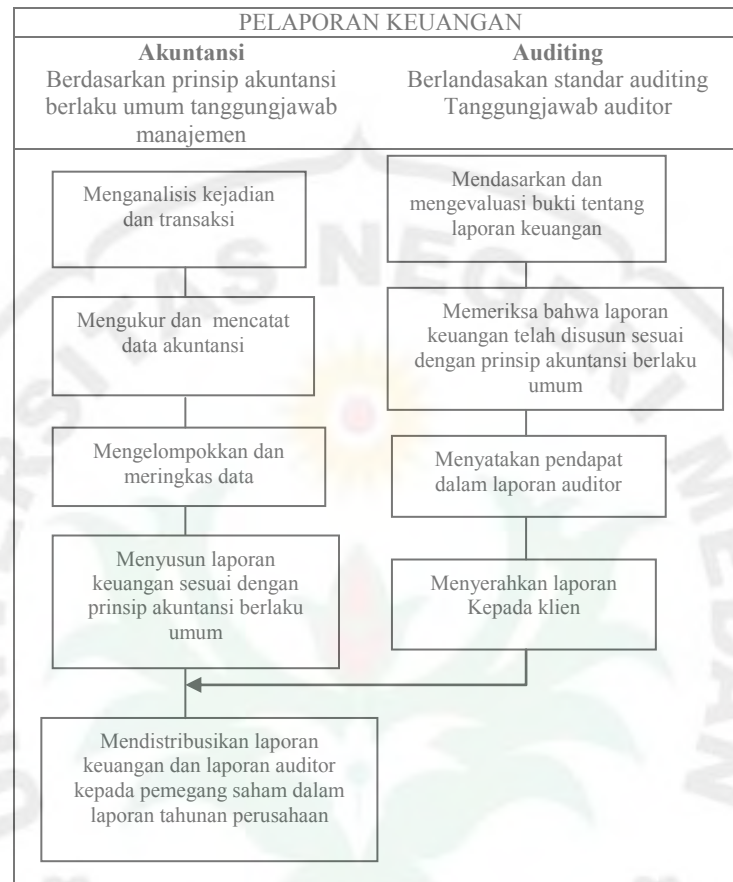 PELAPORAN KEUANGAN
Akuntansi
Berdasarkan prinsip akuntansi
berlaku umum tanggungjawab
manajemen
Auditing
Berlandasakan standar auditing
Tanggungjawab auditor
Menganalisis kejadian
dan transaksi
Mengukur dan mencatat
data akuntansi
Mengelompokkan dan
meringkas data
Menyusun laporan
keuangan sesuai dengan
prinsip akuntansi berlaku
umum
Mendasarkan dan
mengevaluasi bukti tentang
laporan keuangan
Memeriksa bahwa laporan
keuangan telah disusun sesuai
dengan prinsip akuntansi berlaku
umum
Menyatakan pendapat
dalam laporan auditor
Menyerahkan laporan
Kepada klien
Mendistribusikan laporan
keuangan dan laporan auditor
kepada pemegang saham dalam
laporan tahunan perusahaan
NEGERI